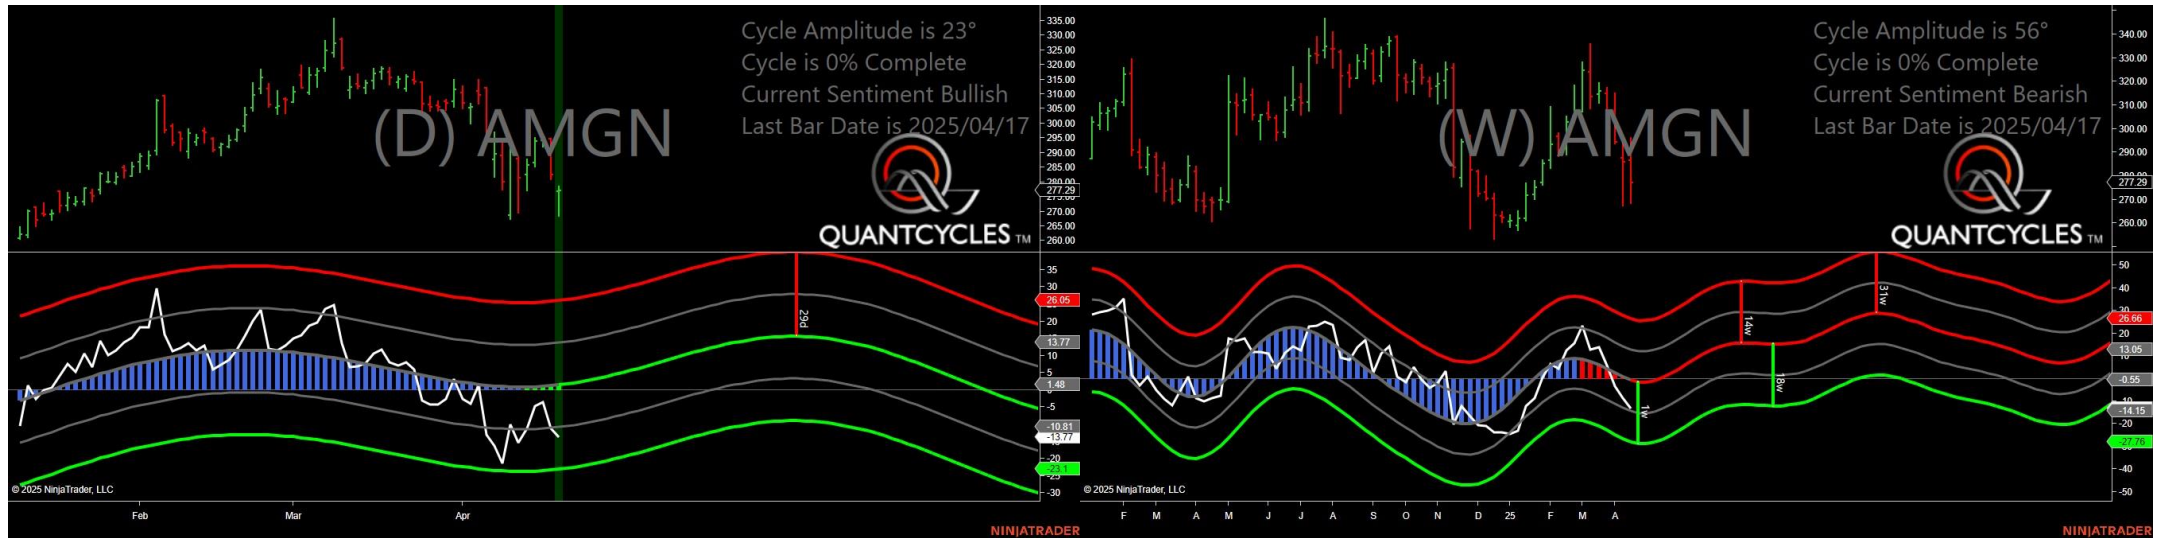 Cycle Amplitude is 23°
Cycle is 0% Complete
Current Sentiment Bullish
Last Bar Date is 2025/04/17
(D) AMGN
QUANTCYCLES TM
335.00
330.00
325.00
320.00
315.00
310.00
305.00
300.00
295.00
290.00
285.00
280.00
277.29
270.00
265.00
260.00
35
30
26.05
20
13.77
10
5
1.48
-5
-10.81
-13.77
-20
-23.1
-25
-30
29d
© 2025 NinjaTrader, LLC
Feb Mar Apr
NINJATRADER
Cycle Amplitude is 56°
Cycle is 0% Complete
Current Sentiment Bearish
Last Bar Date is 2025/04/17
(W) AMGN
QUANTCYCLES TM
340.00
330.00
320.00
310.00
300.00
290.00
277.29
270.00
260.00
50
40
30
26.66
20
13.05
-0.55
-10
-14.15
-20
-27.76
-40
-50
1w
14w
18w
31w
© 2025 NinjaTrader, LLC
F M A M J J A S O N D 25 F M A
NINJATRADER